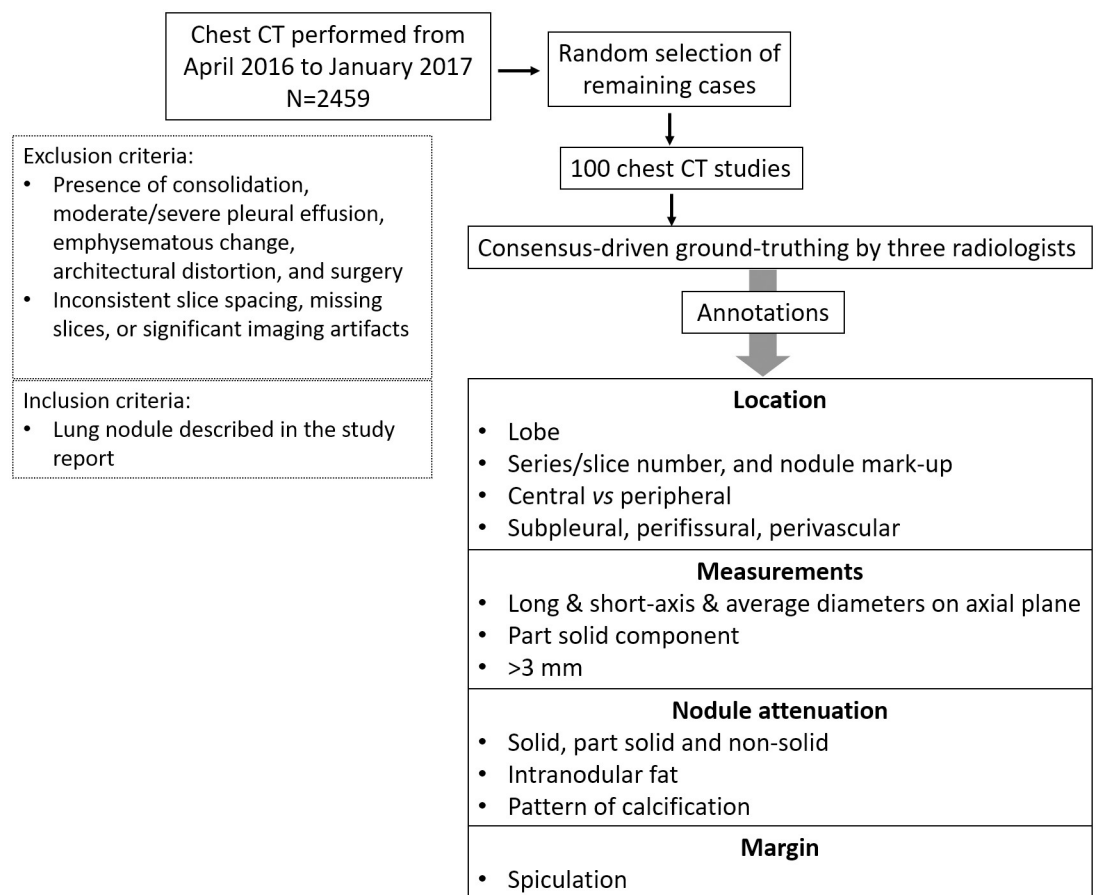 Chest CT performed from
April 2016 to January 2017
N=2459
Random selection of
remaining cases
100 chest CT studies
Consensus-driven ground-truthing by three radiologists
Annotations
Exclusion criteria:
• Presence of consolidation,
moderate/severe pleural effusion,
emphysematous change,
architectural distortion, and surgery
• Inconsistent slice spacing, missing
slices, or significant imaging artifacts
Inclusion criteria:
• Lung nodule described in the study
report
Location
• Lobe
• Series/slice number, and nodule mark-up
• Central vs peripheral
• Subpleural, perifissural, perivascular
Measurements
• Long & short-axis & average diameters on axial plane
• Part solid component
• >3 mm
Nodule attenuation
• Solid, part solid and non-solid
• Intranodular fat
• Pattern of calcification
Margin
• Spiculation